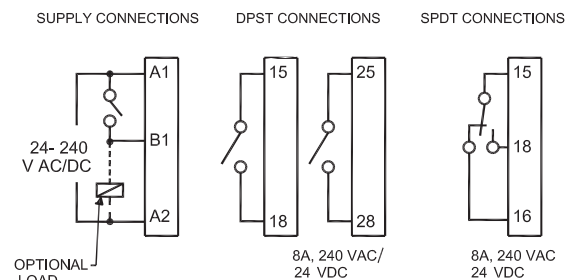 SUPPLY CONNECTIONS
DPST CONNECTIONS
SPDT CONNECTIONS
A1
B1
A2
24- 240
V AC/DC
OPTIONAL
LOAD
15
18
25
28
8A, 240 VAC/
24 VDC
15
18
16
8A, 240 VAC
24 VDC